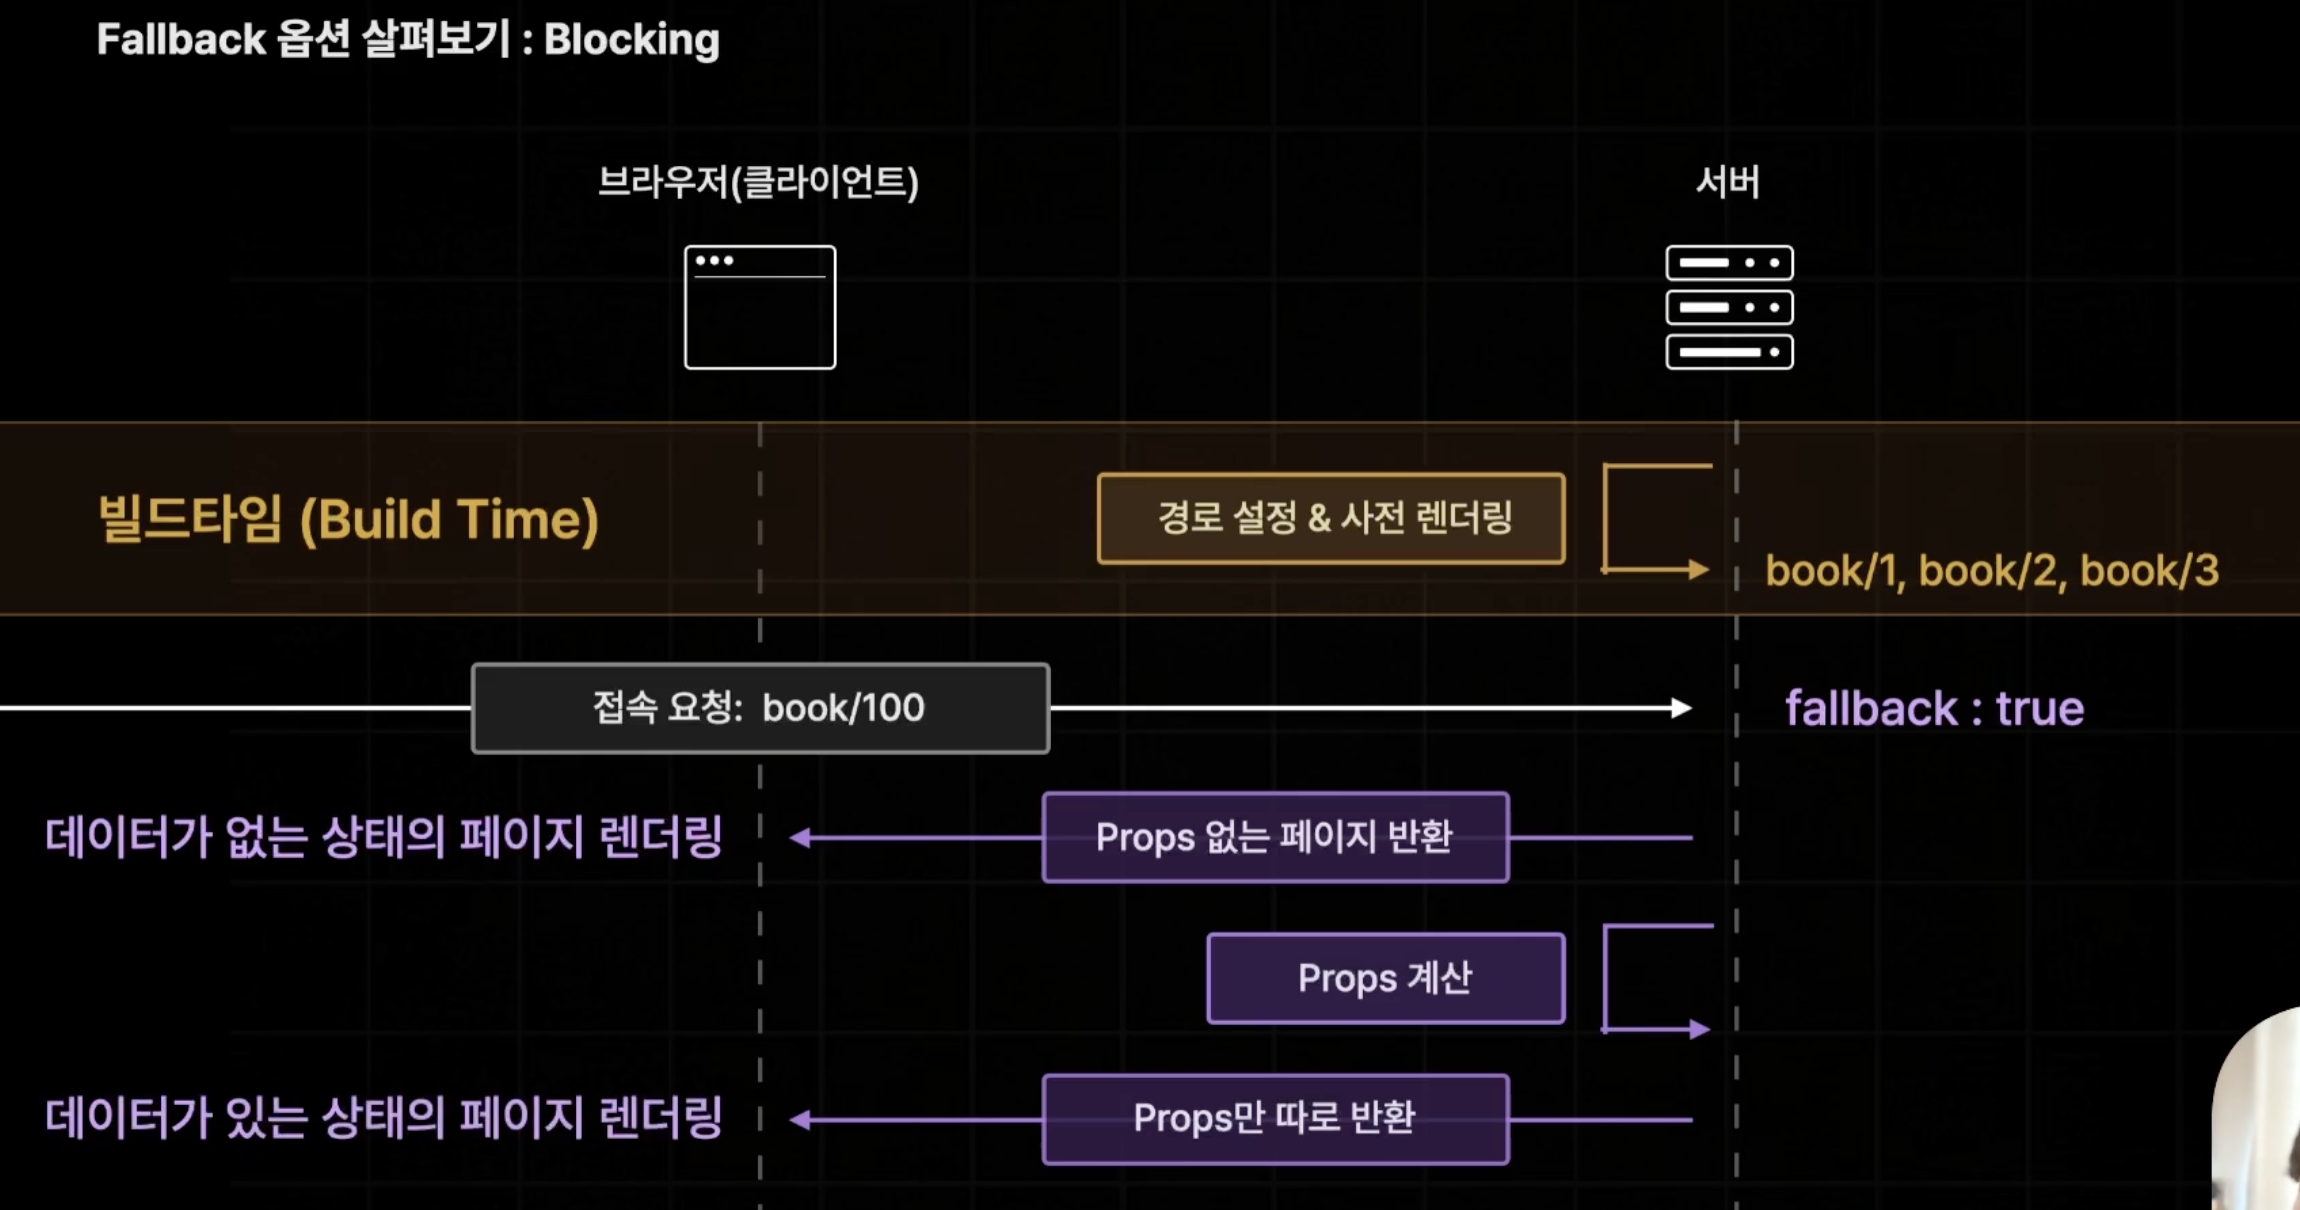 Fallback 옵션 살펴보기 : Blocking
브라우저(클라이언트)
서버
빌드타임 (Build Time)
경로 설정 & 사전 렌더링
book/1, book/2, book/3
접속 요청: book/100
fallback : true
데이터가 없는 상태의 페이지 렌더링
Props 없는 페이지 반환
Props 계산
데이터가 있는 상태의 페이지 렌더링
Props만 따로 반환